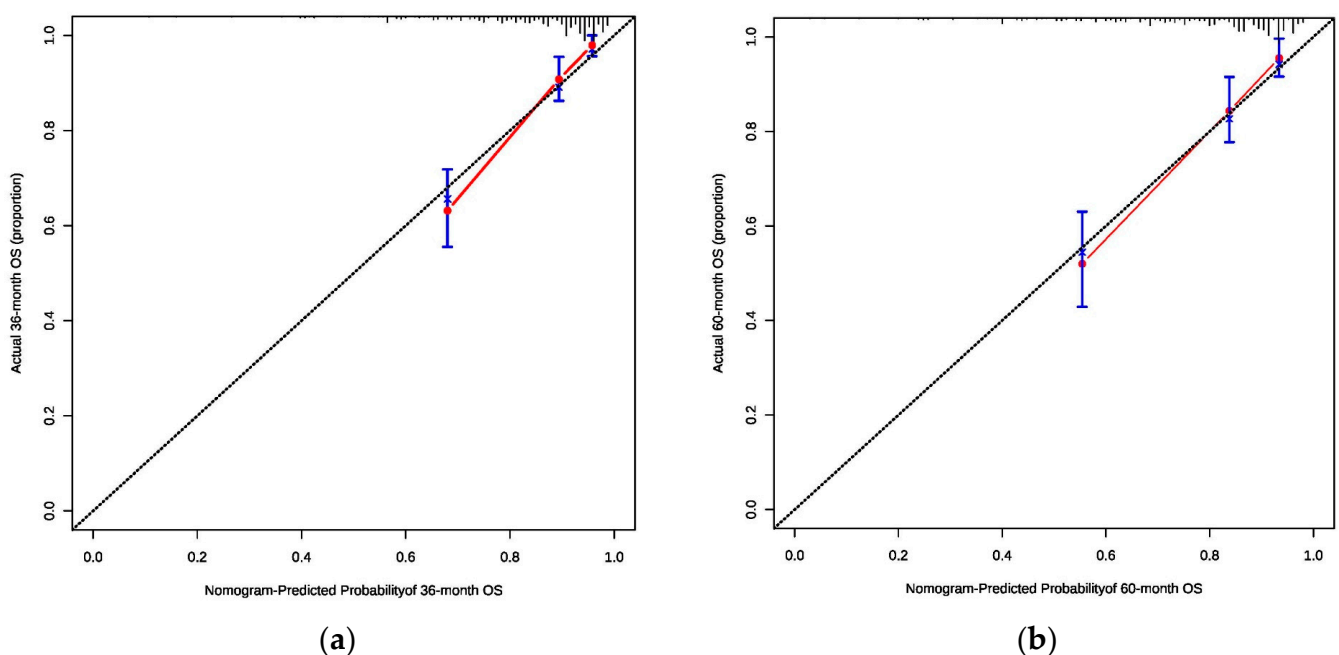 Actual 36-month OS (proportion)
1.0
0.8
0.6
0.4
0.2
0.0
0.0 0.2 0.4 0.6 0.8 1.0
Nomogram-Predicted Probabilityof 36-month OS
(a)
Actual 60-month OS (proportion)
1.0
0.8
0.6
0.4
0.2
0.0
0.0 0.2 0.4 0.6 0.8 1.0
Nomogram-Predicted Probabilityof 60-month OS
(b)